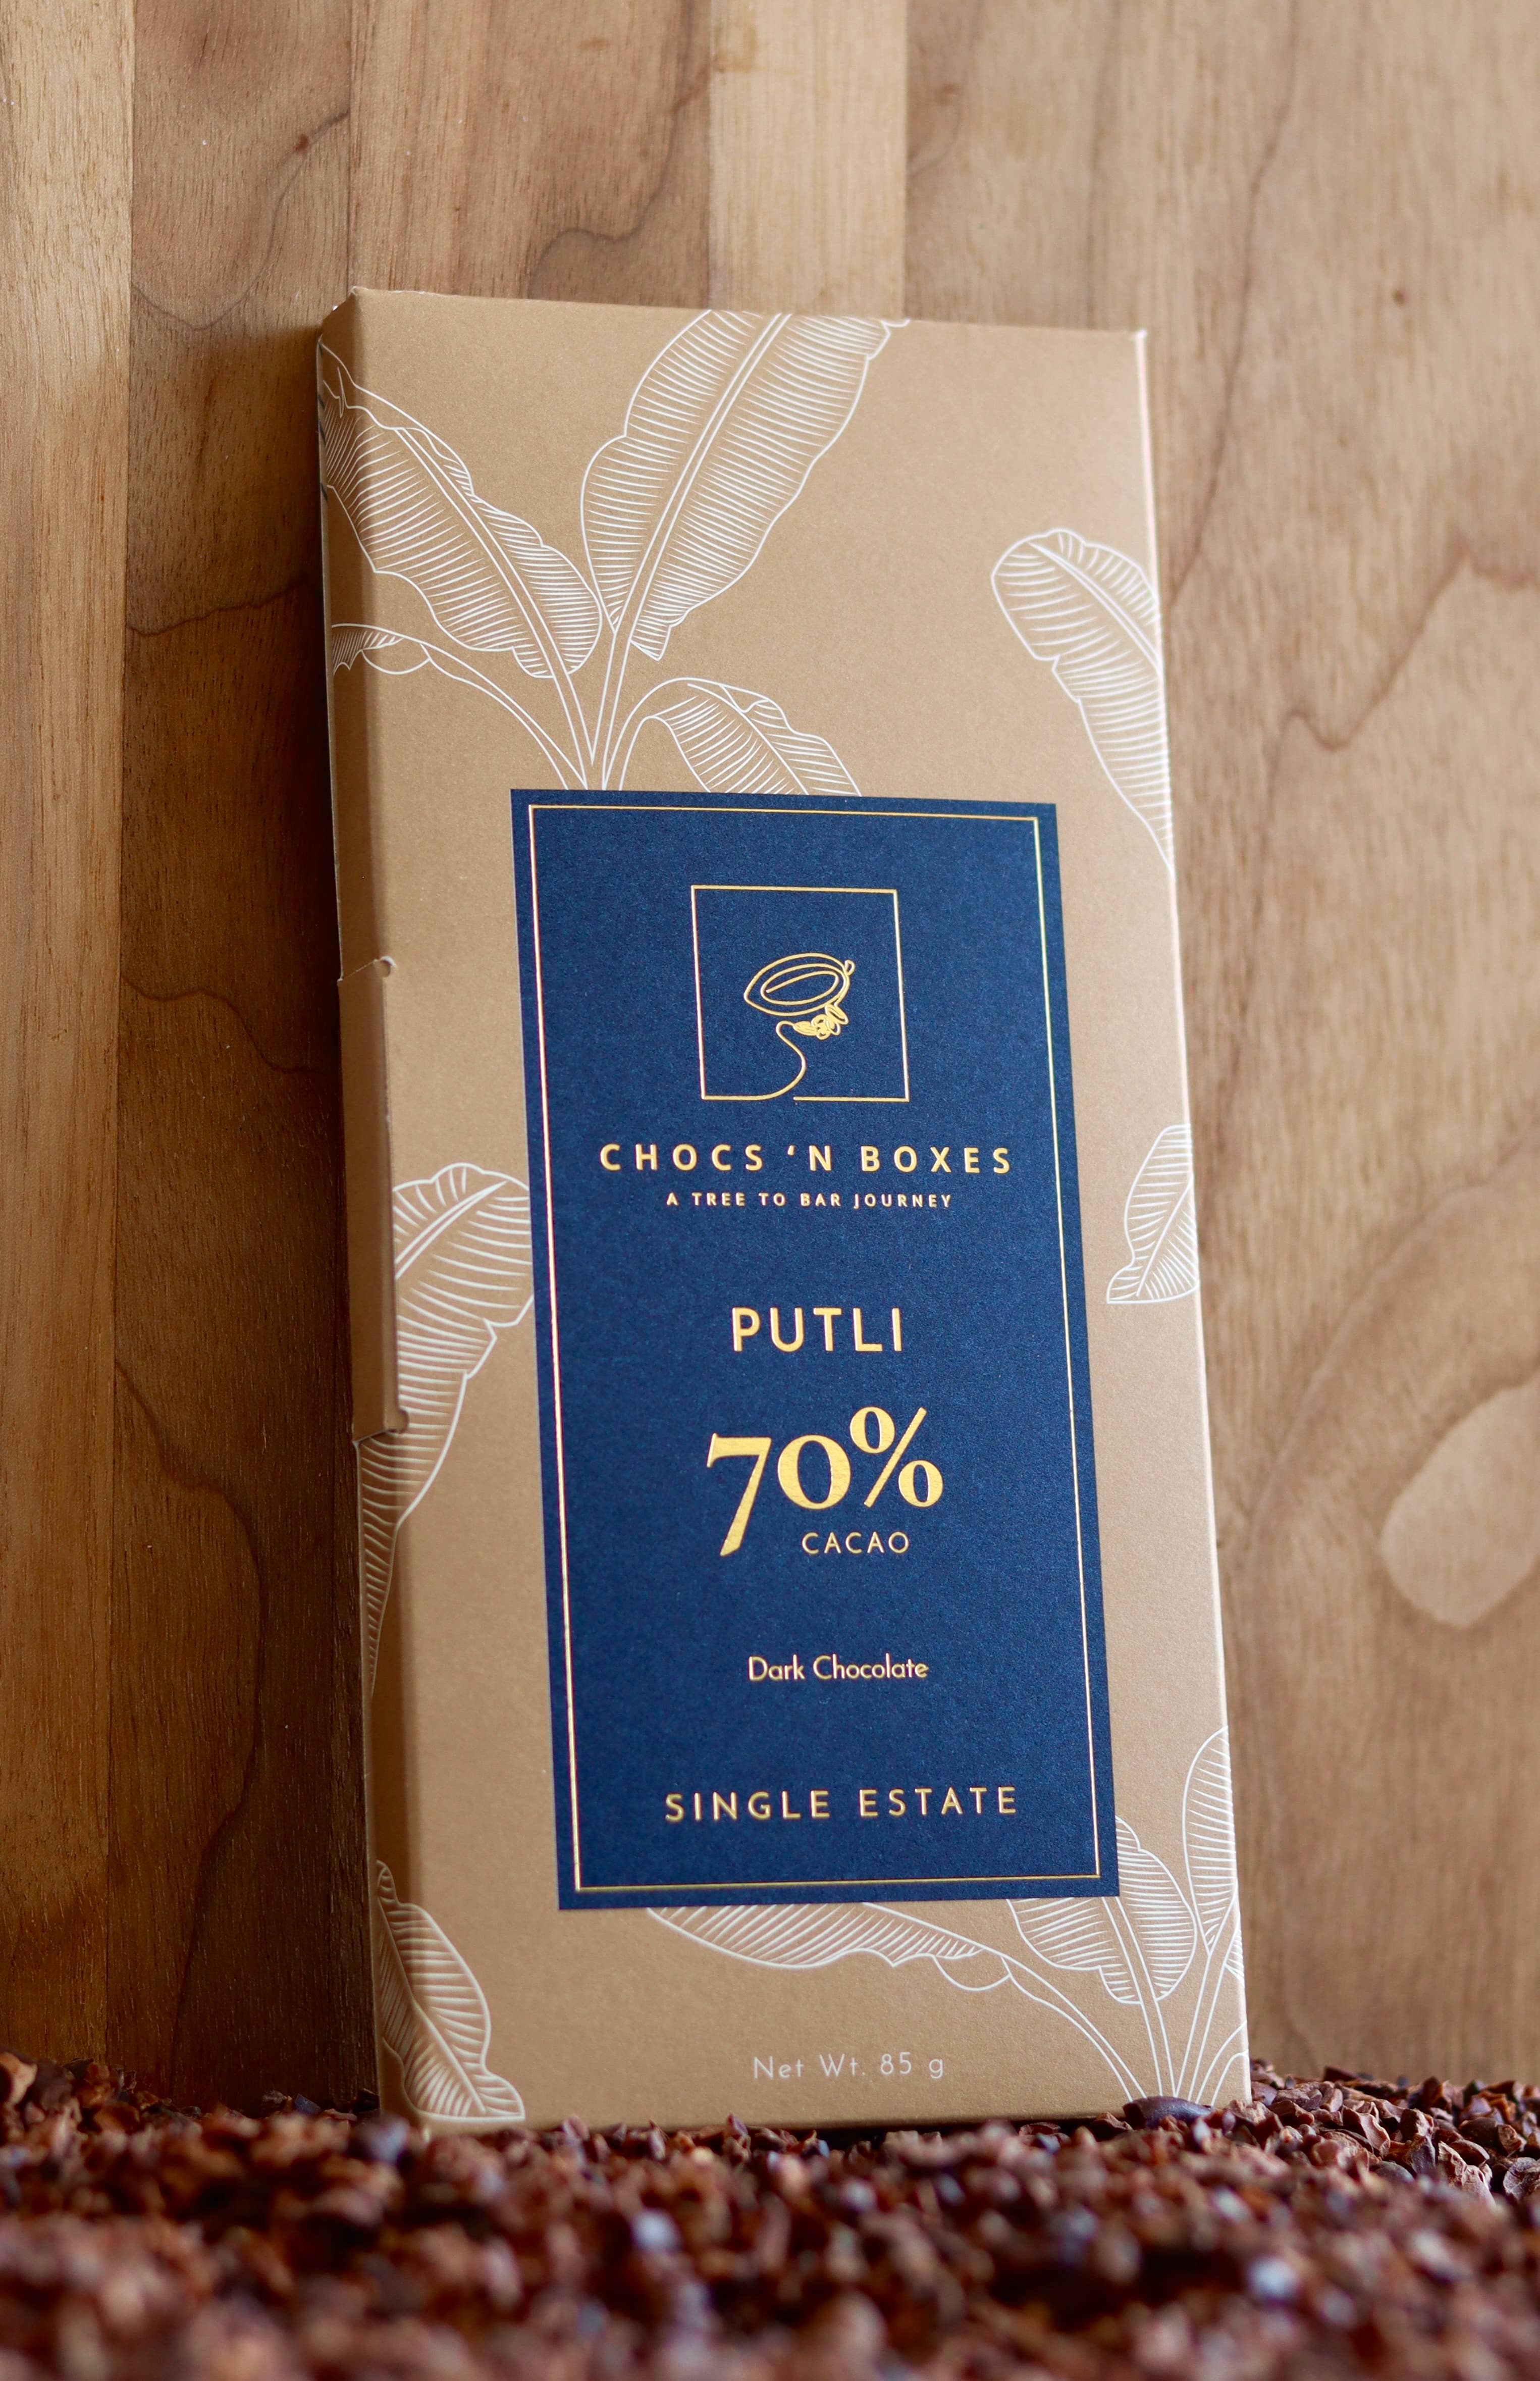 CHOCS ‘N BOXES
A TREE TO BAR JOURNEY
PUTLI
70%
CACAO
Dark Chocolate
SINGLE ESTATE
Net Wt. 85 g